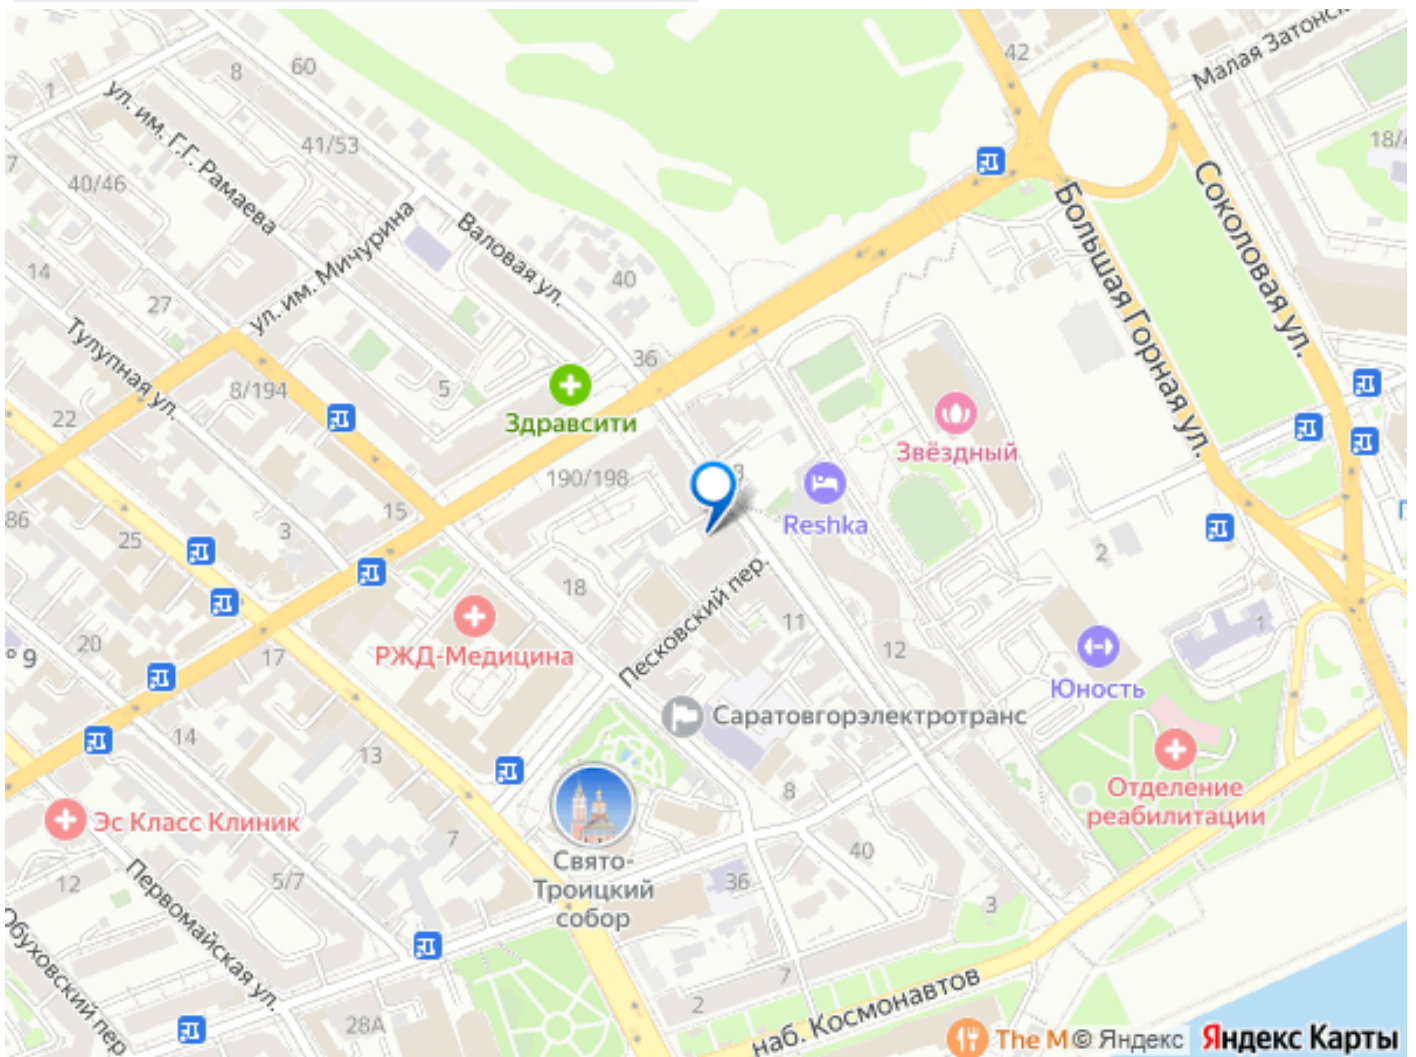 42
Малая Затонс
60
8
1
ул. им. Г.Г. Рамаева
41/53
18/4
7
40/46
Соколовая ул.
Большая Горная ул.
ул. им. Мичурина
Валовая ул.
14
40
27
Тулупная ул.
36
8/194
5
Здравсити
22
Звёздный
190/198
3
Reshka
86
15
25
3
2
18
Песковский пер.
11
1
20
° 9
17
РЖД-Медицина
12
Юность
Саратовгорэлектротранс
14
13
8
Отделение
реабилитации
Эс Класс Клиник
7
40
Свято-
Троицкий
собор
36
12
5/7
3
Первомайская ул.
Обуховский пер
7
2
28А
наб. Космонавтов
The M © Яндекс Яндекс Карты